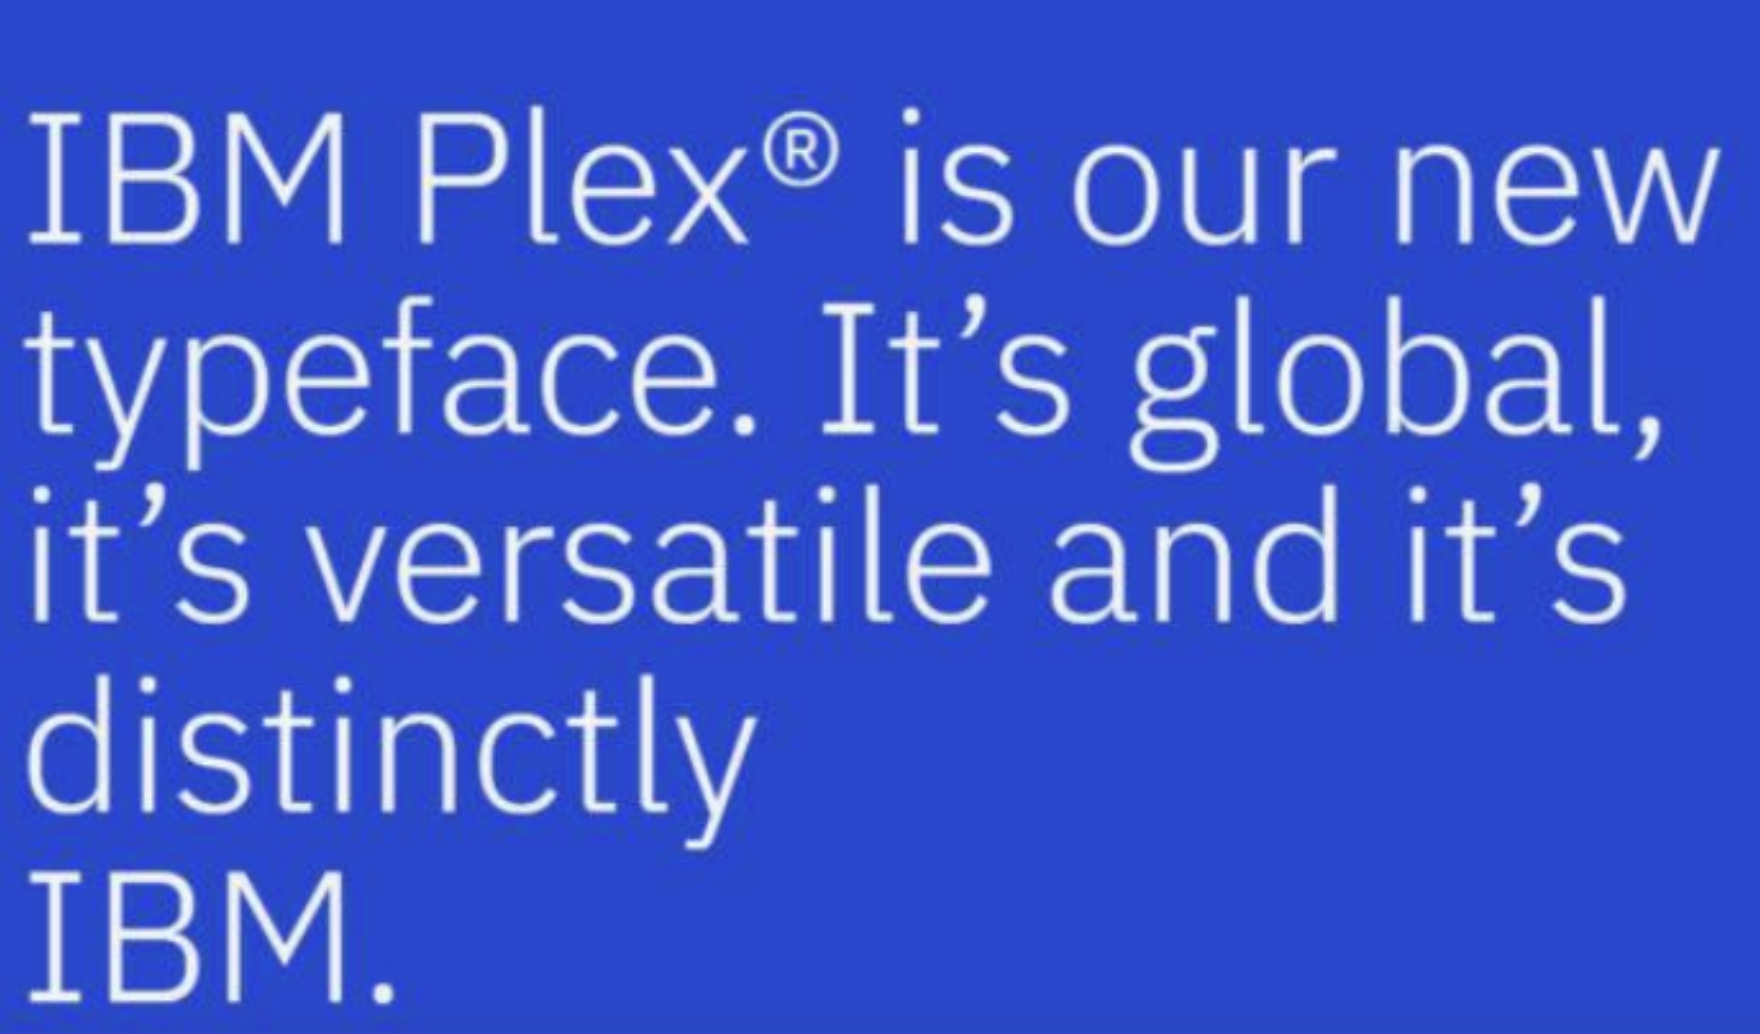 IBM Plex® is our new
typeface. It’s global,
it’s versatile and it’s
distinctly
IBM.